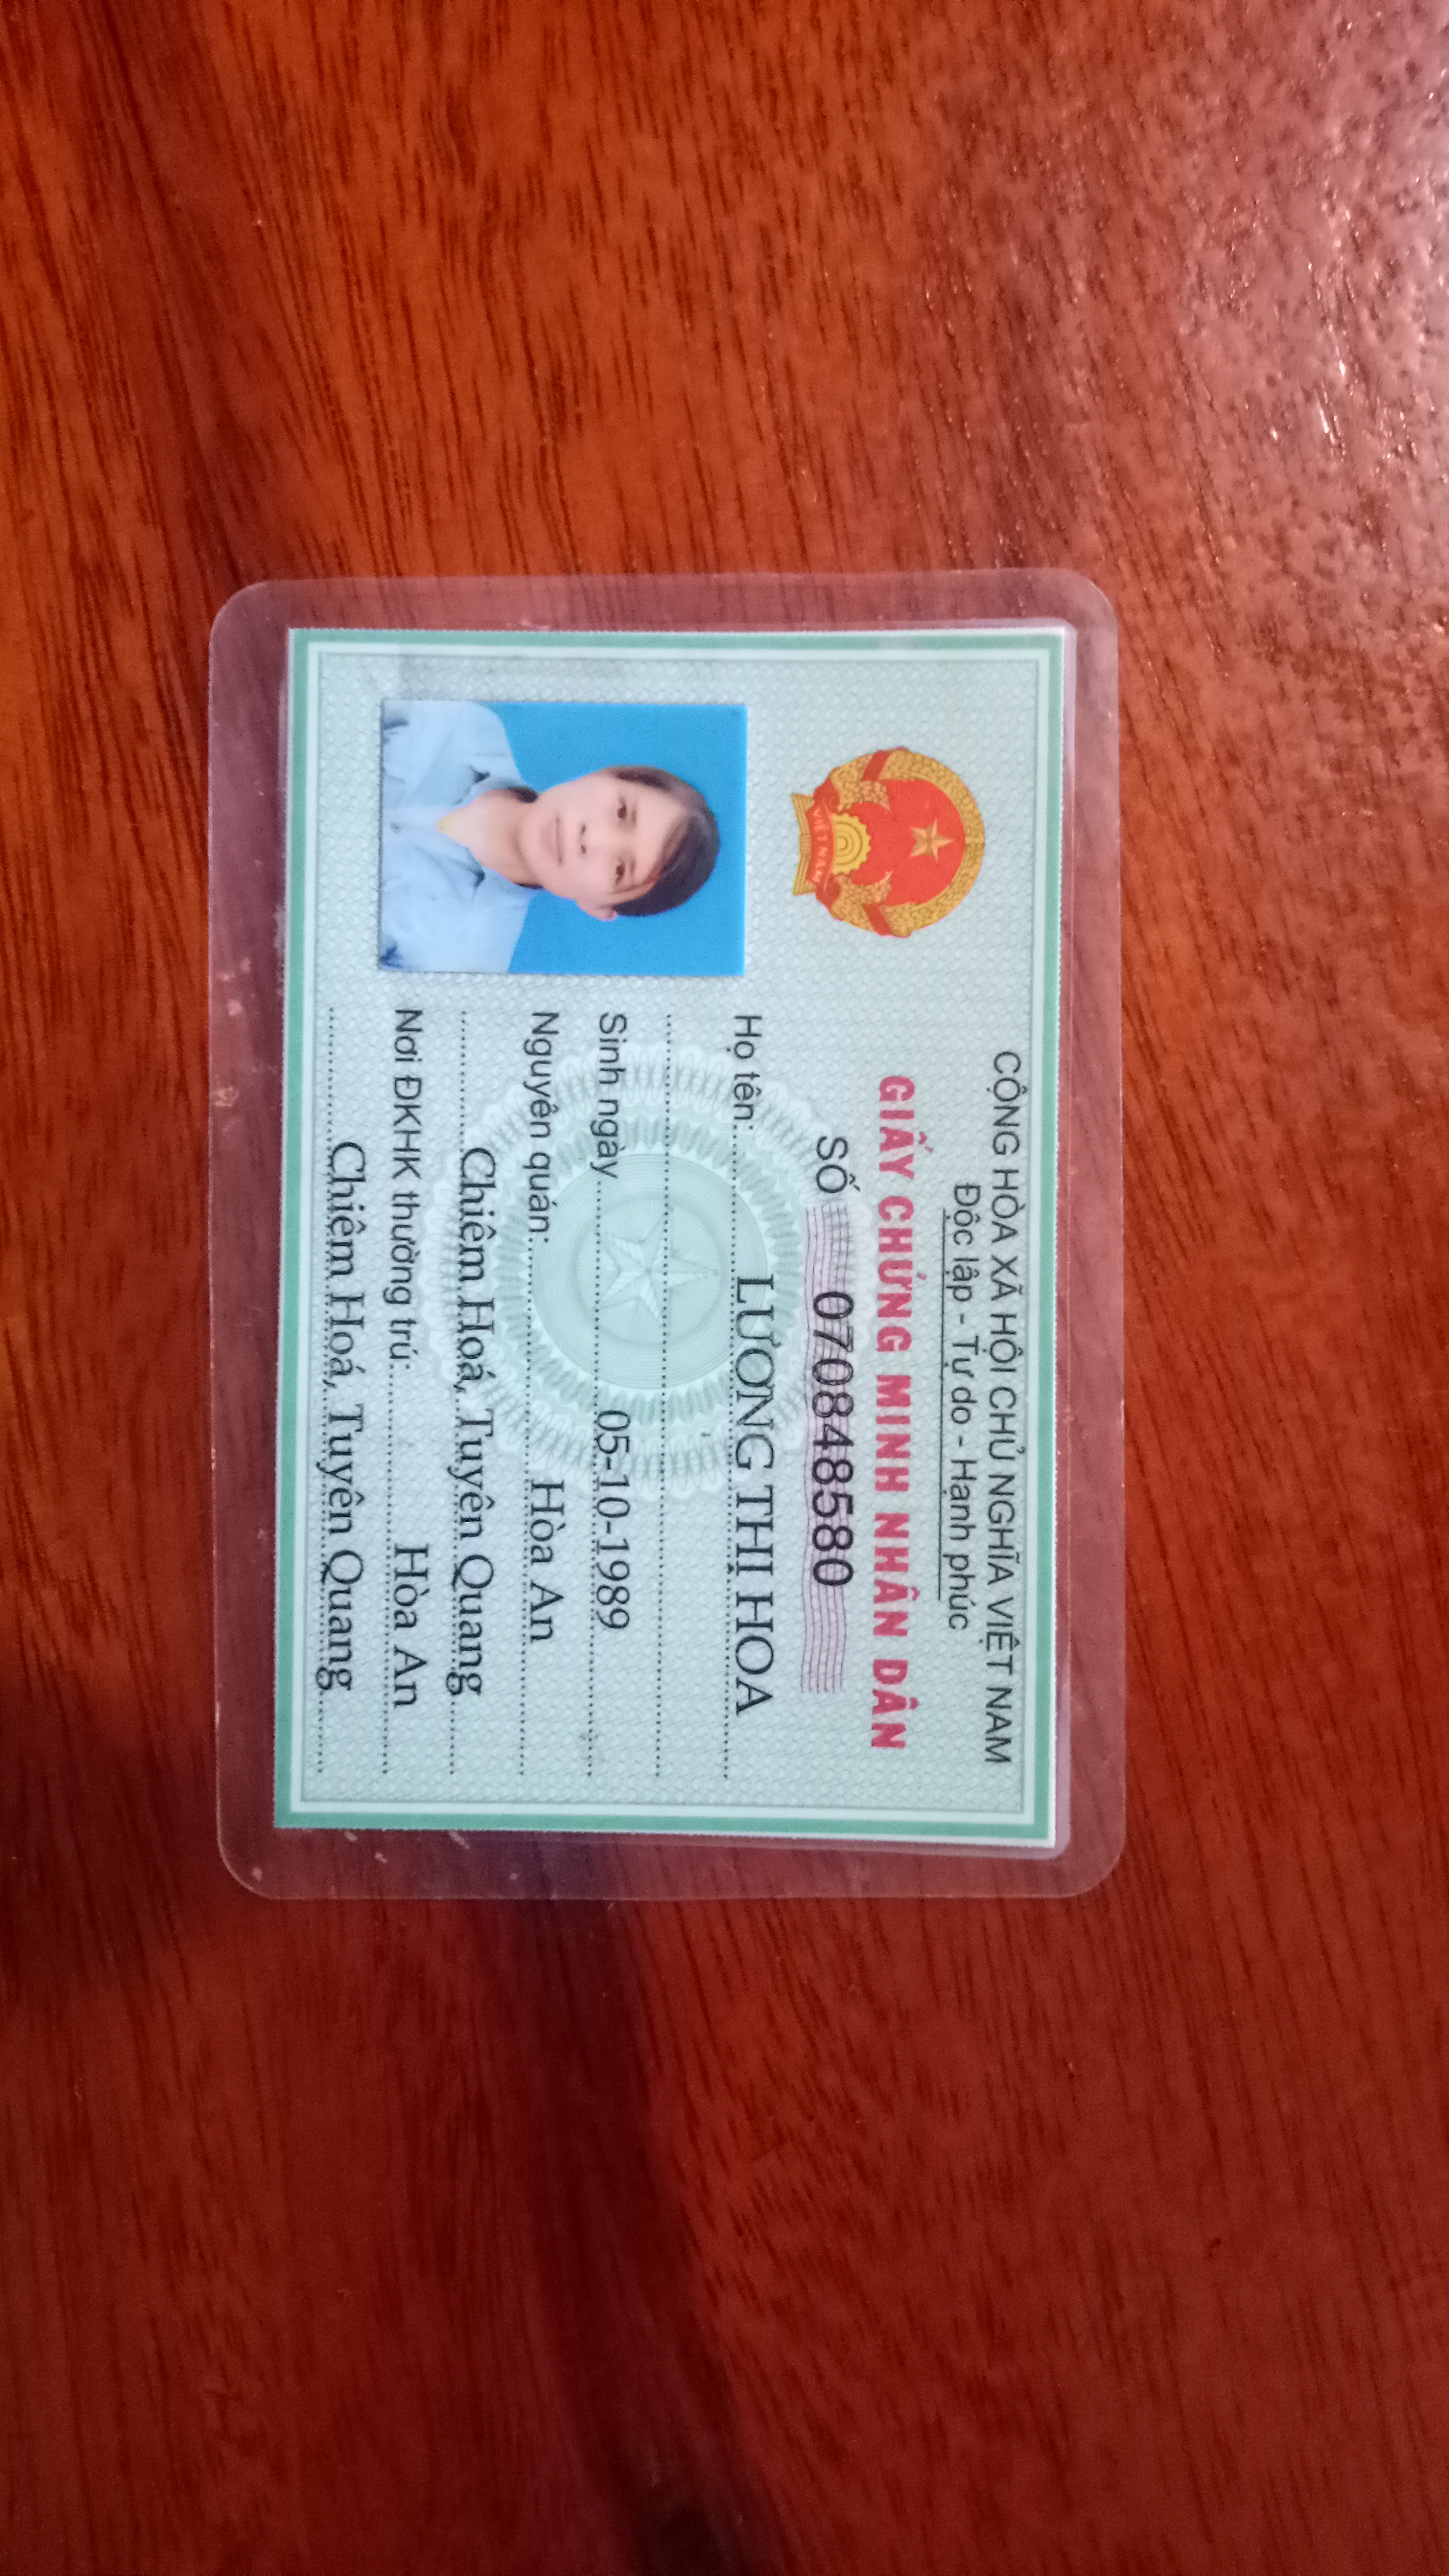 CỘNG HÒA XÃ HỘI CHỦ NGHĨA VIỆT NAM
Độc lập - Tự do - Hạnh phúc
GIẤY CHỨNG MINH NHÂN DÂN
SỐ 070848580
Họ tên: LƯƠNG THỊ HOA
Sinh ngày 05-10-1989
Nguyên quán: Hòa An
Chiêm Hoá, Tuyên Quang
Nơi ĐKHK thường trú: Hòa An
Chiêm Hoá, Tuyên Quang
VIỆT NAM